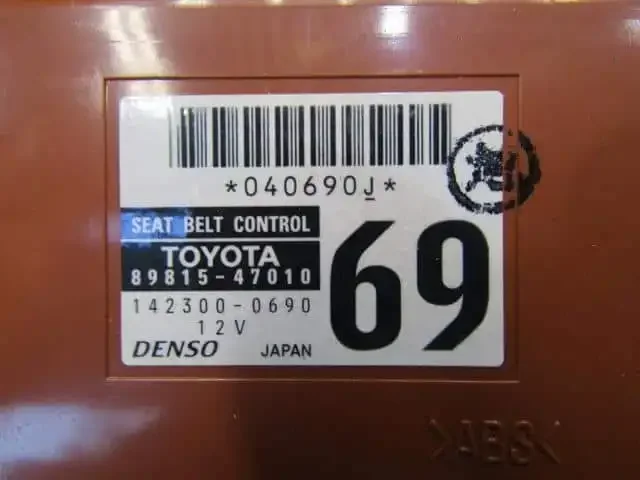 *040690J*
SEAT BELT CONTROL
TOYOTA
89815-47010
142300-0690
12V
DENSO JAPAN
69
>ABS<